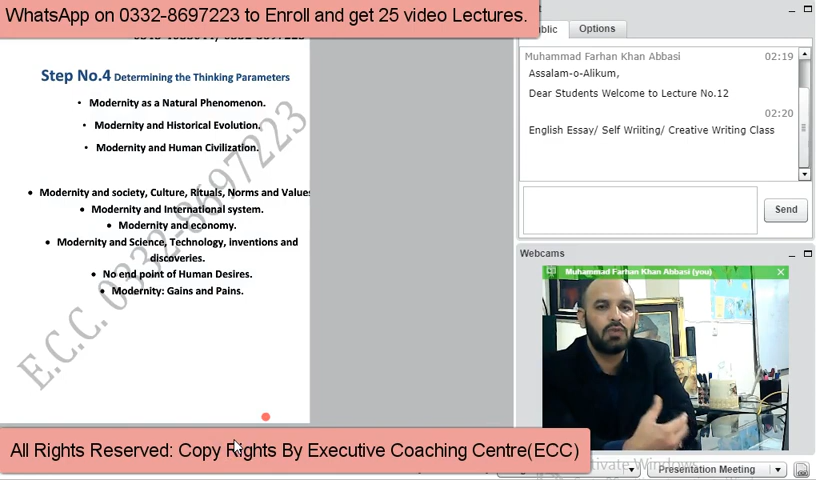 WhatsApp on 0332-8697223 to Enroll and get 25 video Lectures.
Step No.4 Determining the Thinking Parameters
• Modernity as a Natural Phenomenon.
• Modernity and Historical Evolution.
• Modernity and Human Civilization.
• Modernity and society, Culture, Rituals, Norms and Values
• Modernity and International system.
• Modernity and economy.
• Modernity and Science, Technology, inventions and
discoveries.
• No end point of Human Desires.
• Modernity: Gains and Pains.
E.C.C. 0332-8697223
All Rights Reserved: Copy Rights By Executive Coaching Centre(ECC)
Options
Muhammad Farhan Khan Abbasi 02:19
Assalam-o-Alikum,
Dear Students Welcome to Lecture No.12
02:20
English Essay/ Self Wriiting/ Creative Writing Class
Send
Webcams
Muhammad Farhan Khan Abbasi (you)
Windows
Presentation Meeting